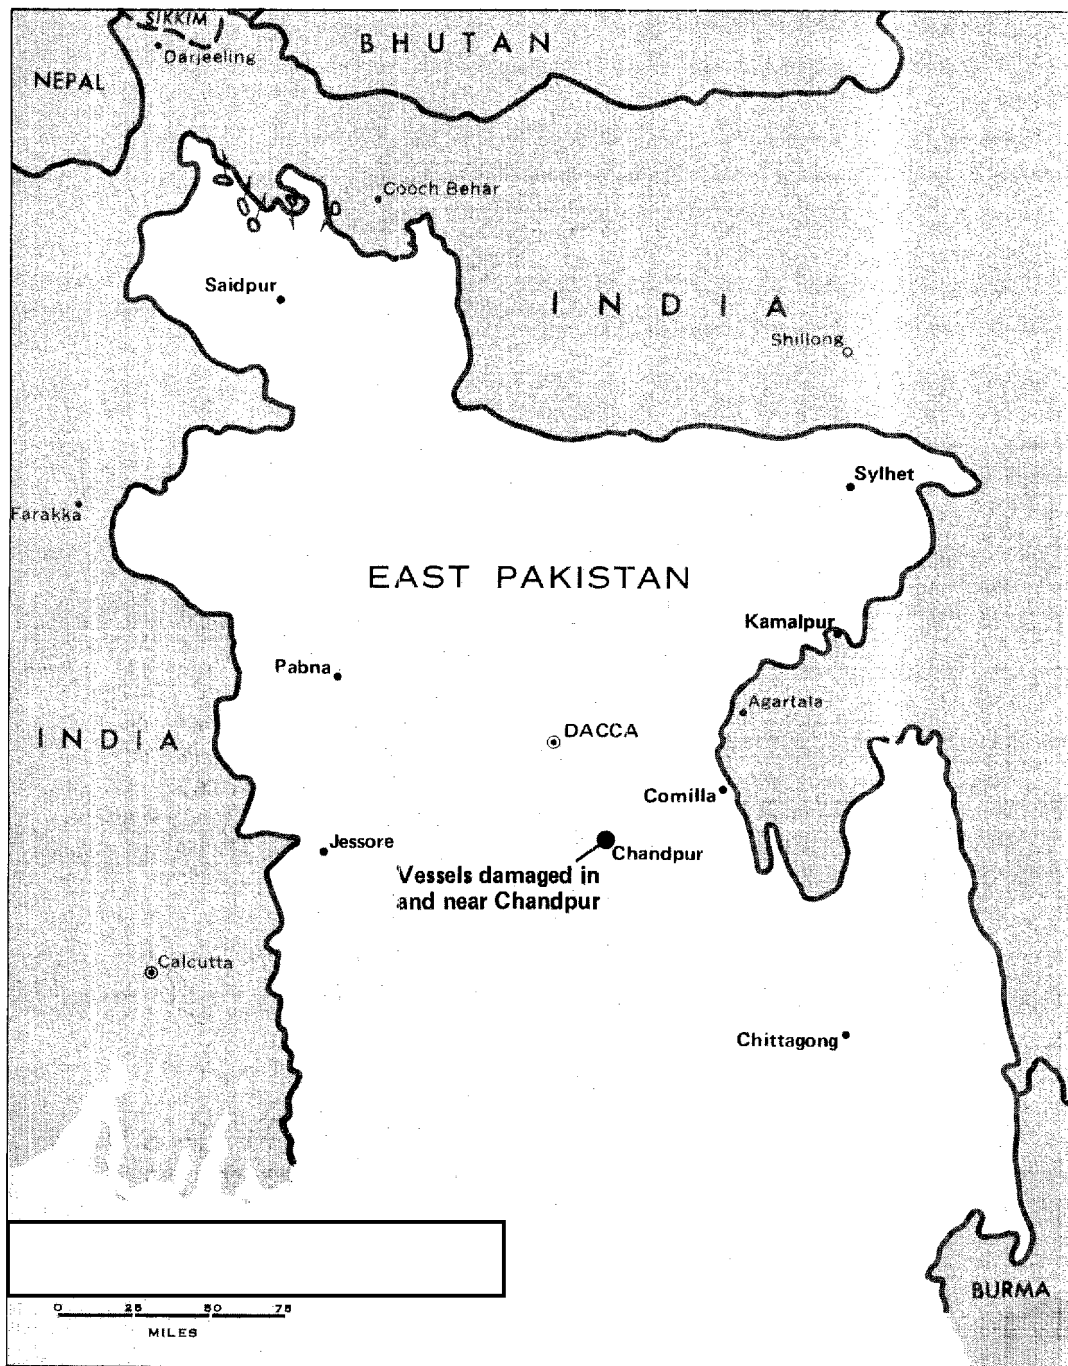 SIKKIM
BHUTAN
Darjeeling
NEPAL
Cooch Behar
Saidpur
INDIA
Shillong
Sylhet
Farakka
EAST PAKISTAN
Kamalpur
Pabna
Agartala
INDIA
DACCA
Comilla
Jessore
Chandpur
Vessels damaged in
and near Chandpur
Calcutta
Chittagong
BURMA
0 25 50 75
MILES